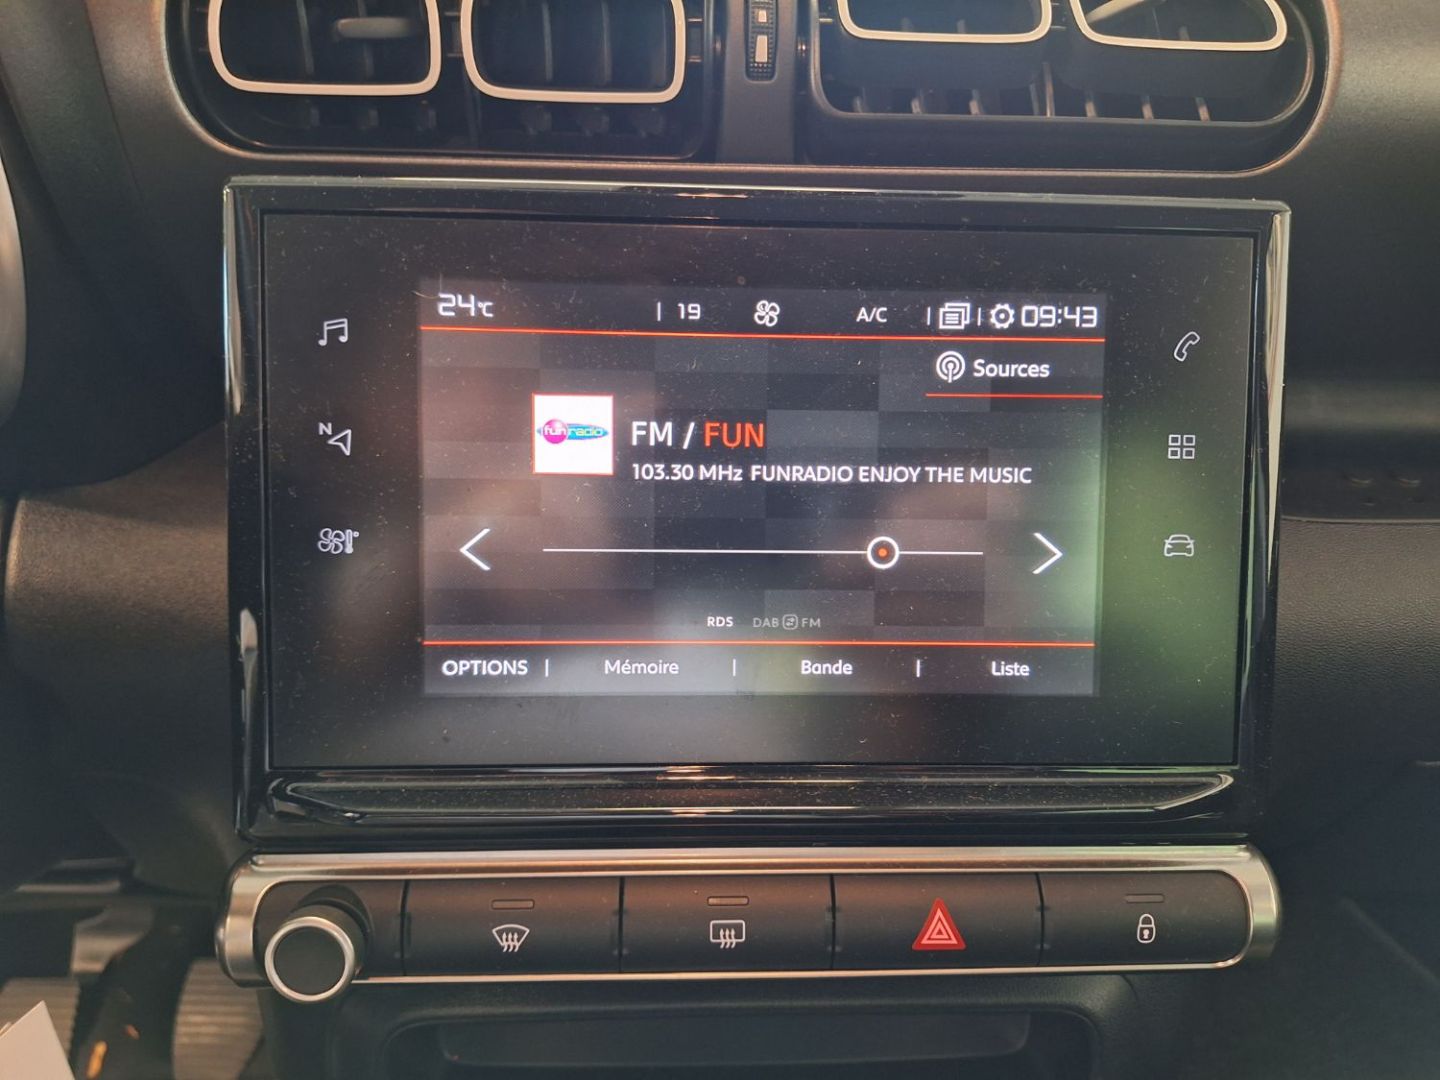 24°C | 19 A/C | | 09:43
Sources
fun radio
FM / FUN
103.30 MHz FUNRADIO ENJOY THE MUSIC
N
RDS DAB FM
OPTIONS | Mémoire | Bande | Liste